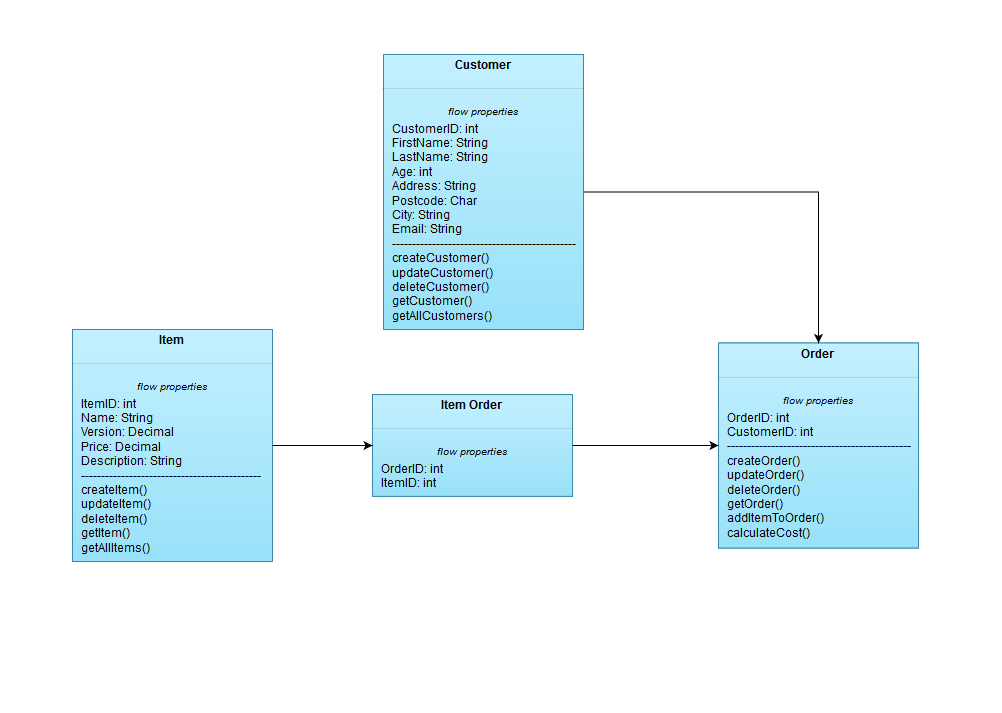 Customer
flow properties
CustomerID: int
FirstName: String
LastName: String
Age: int
Address: String
Postcode: Char
City: String
Email: String
----------------------------------------------
createCustomer()
updateCustomer()
deleteCustomer()
getCustomer()
getAllCustomers()
Item
flow properties
ItemID: int
Name: String
Version: Decimal
Price: Decimal
Description: String
---------------------------------------------
createItem()
updateItem()
deleteItem()
getItem()
getAllItems()
Item Order
flow properties
OrderID: int
ItemID: int
Order
flow properties
OrderID: int
CustomerID: int
----------------------------------------------
createOrder()
updateOrder()
deleteOrder()
getOrder()
addItemToOrder()
calculateCost()